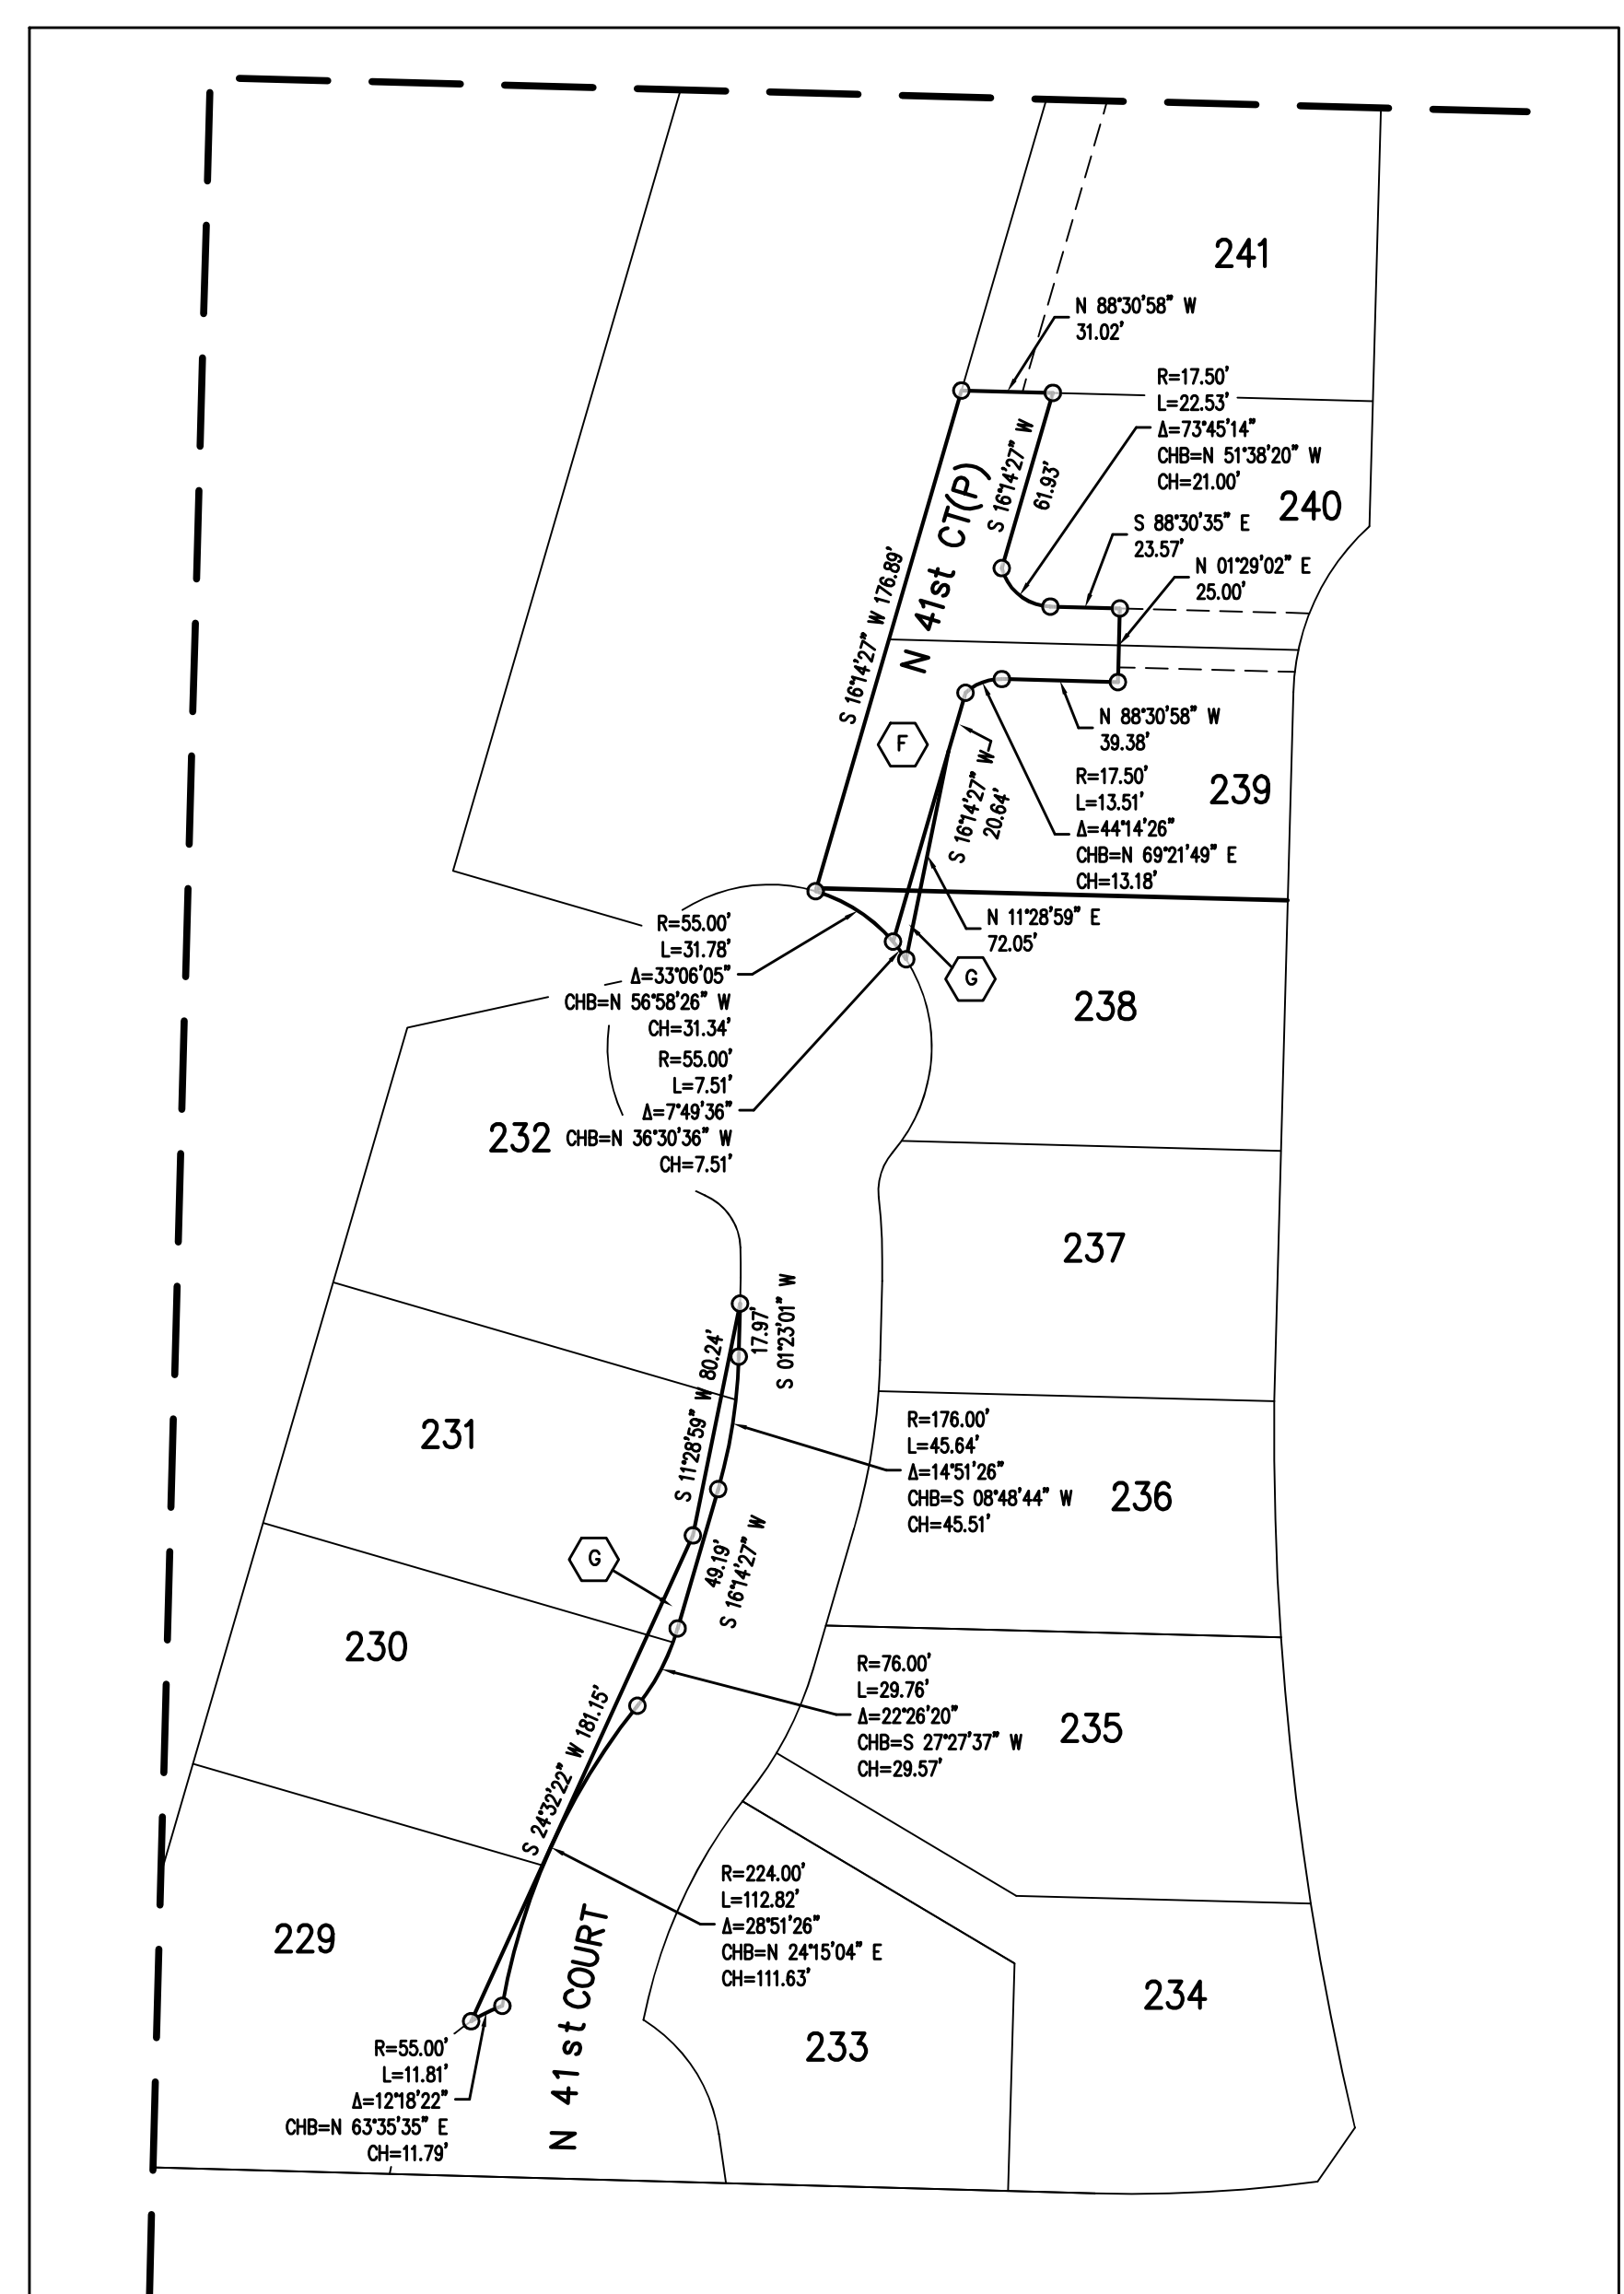 241
N 88°30'58" W
31.02'
R=17.50'
L=22.53'
Δ=73°45'14"
CHB=N 51°38'20" W
CH=21.00'
S 16°14'27" W
61.93'
240
S 88°30'35" E
23.57'
N 01°29'02" E
25.00'
N 41st CT(P)
S 16°14'27" W 176.89'
F
N 88°30'58" W
39.38'
239
R=17.50'
L=13.51'
Δ=44°14'26"
CHB=N 69°21'49" E
CH=13.18'
S 16°14'27" W
20.64'
N 11°28'59" E
72.05'
G
R=55.00'
L=31.78'
Δ=33°06'05"
CHB=N 56°58'26" W
CH=31.34'
238
R=55.00'
L=7.51'
Δ=7°49'36"
CHB=N 36°30'36" W
CH=7.51'
232
237
17.97'
S 01°23'01" W
S 11°28'59" W 80.24'
231
R=176.00'
L=45.64'
Δ=14°51'26"
CHB=S 08°48'44" W
CH=45.51'
236
G
49.19'
S 16°14'27" W
230
R=76.00'
L=29.76'
Δ=22°26'20"
CHB=S 27°27'37" W
CH=29.57'
235
S 24°32'22" W 181.15'
R=224.00'
L=112.82'
Δ=28°51'26"
CHB=N 24°15'04" E
CH=111.63'
229
N 41st COURT
234
233
R=55.00'
L=11.81'
Δ=12°18'22"
CHB=N 63°35'35" E
CH=11.79'